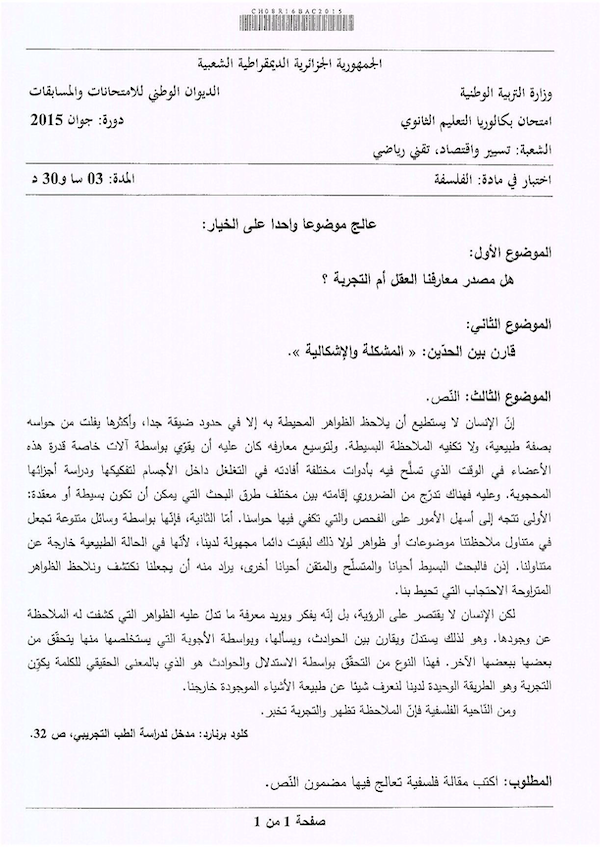 CH08R16BAC2015
الجمهورية الجزائرية الديمقراطية الشعبية
وزارة التربية الوطنية الديوان الوطني للامتحانات والمسابقات
امتحان بكالوريا التعليم الثانوي دورة: جوان 2015
الشعبة: تسيير واقتصاد، تقني رياضي
اختبار في مادة: الفلسفة المدة: 03 سا و30 د
عالج موضوعا واحدا على الخيار:
الموضوع الأول:
هل مصدر معارفنا العقل أم التجربة ؟
الموضوع الثاني:
قارن بين الحدّين: « المشكلة والإشكالية ».
الموضوع الثالث: النّص.
إنّ الإنسان لا يستطيع أن يلاحظ الظواهر المحيطة به إلا في حدود ضيقة جدا، وأكثرها يفلت من حواسه
بصفة طبيعية، ولا تكفيه الملاحظة البسيطة. ولتوسيع معارفه كان عليه أن يقوّي بواسطة آلات خاصة قدرة هذه
الأعضاء في الوقت الذي تسلّح فيه بأدوات مختلفة أفادته في التغلغل داخل الأجسام لتفكيكها ودراسة أجزائها
المحجوبة. وعليه فهناك تدرّج من الضروري إقامته بين مختلف طرق البحث التي يمكن أن تكون بسيطة أو معقدة:
الأولى تتجه إلى أسهل الأمور على الفحص والتي تكفي فيها حواسنا. أمّا الثانية، فإنّها بواسطة وسائل متنوعة تجعل
في متناول ملاحظتنا موضوعات أو ظواهر لولا ذلك لبقيت دائما مجهولة لدينا، لأنّها في الحالة الطبيعية خارجة عن
متناولنا. إذن فالبحث البسيط أحيانا والمتسلّح والمتقن أحيانا أخرى، يراد منه أن يجعلنا نكتشف ونلاحظ الظواهر
المتراوحة الاحتجاب التي تحيط بنا.
لكن الإنسان لا يقتصر على الرؤية، بل إنّه يفكر ويريد معرفة ما تدلّ عليه الظواهر التي كشفت له الملاحظة
عن وجودها. وهو لذلك يستدلّ ويقارن بين الحوادث، ويسألها، وبواسطة الأجوبة التي يستخلصها منها يتحقّق من
بعضها ببعضها الآخر. فهذا النوع من التحقّق بواسطة الاستدلال والحوادث هو الذي بالمعنى الحقيقي للكلمة يكوّن
التجربة وهو الطريقة الوحيدة لدينا لنعرف شيئا عن طبيعة الأشياء الموجودة خارجنا.
ومن النّاحية الفلسفية فإنّ الملاحظة تظهر والتجربة تخبر.
كلود برنارد: مدخل لدراسة الطب التجريبي، ص 32.
المطلوب: اكتب مقالة فلسفية تعالج فيها مضمون النّص.
صفحة 1 من 1